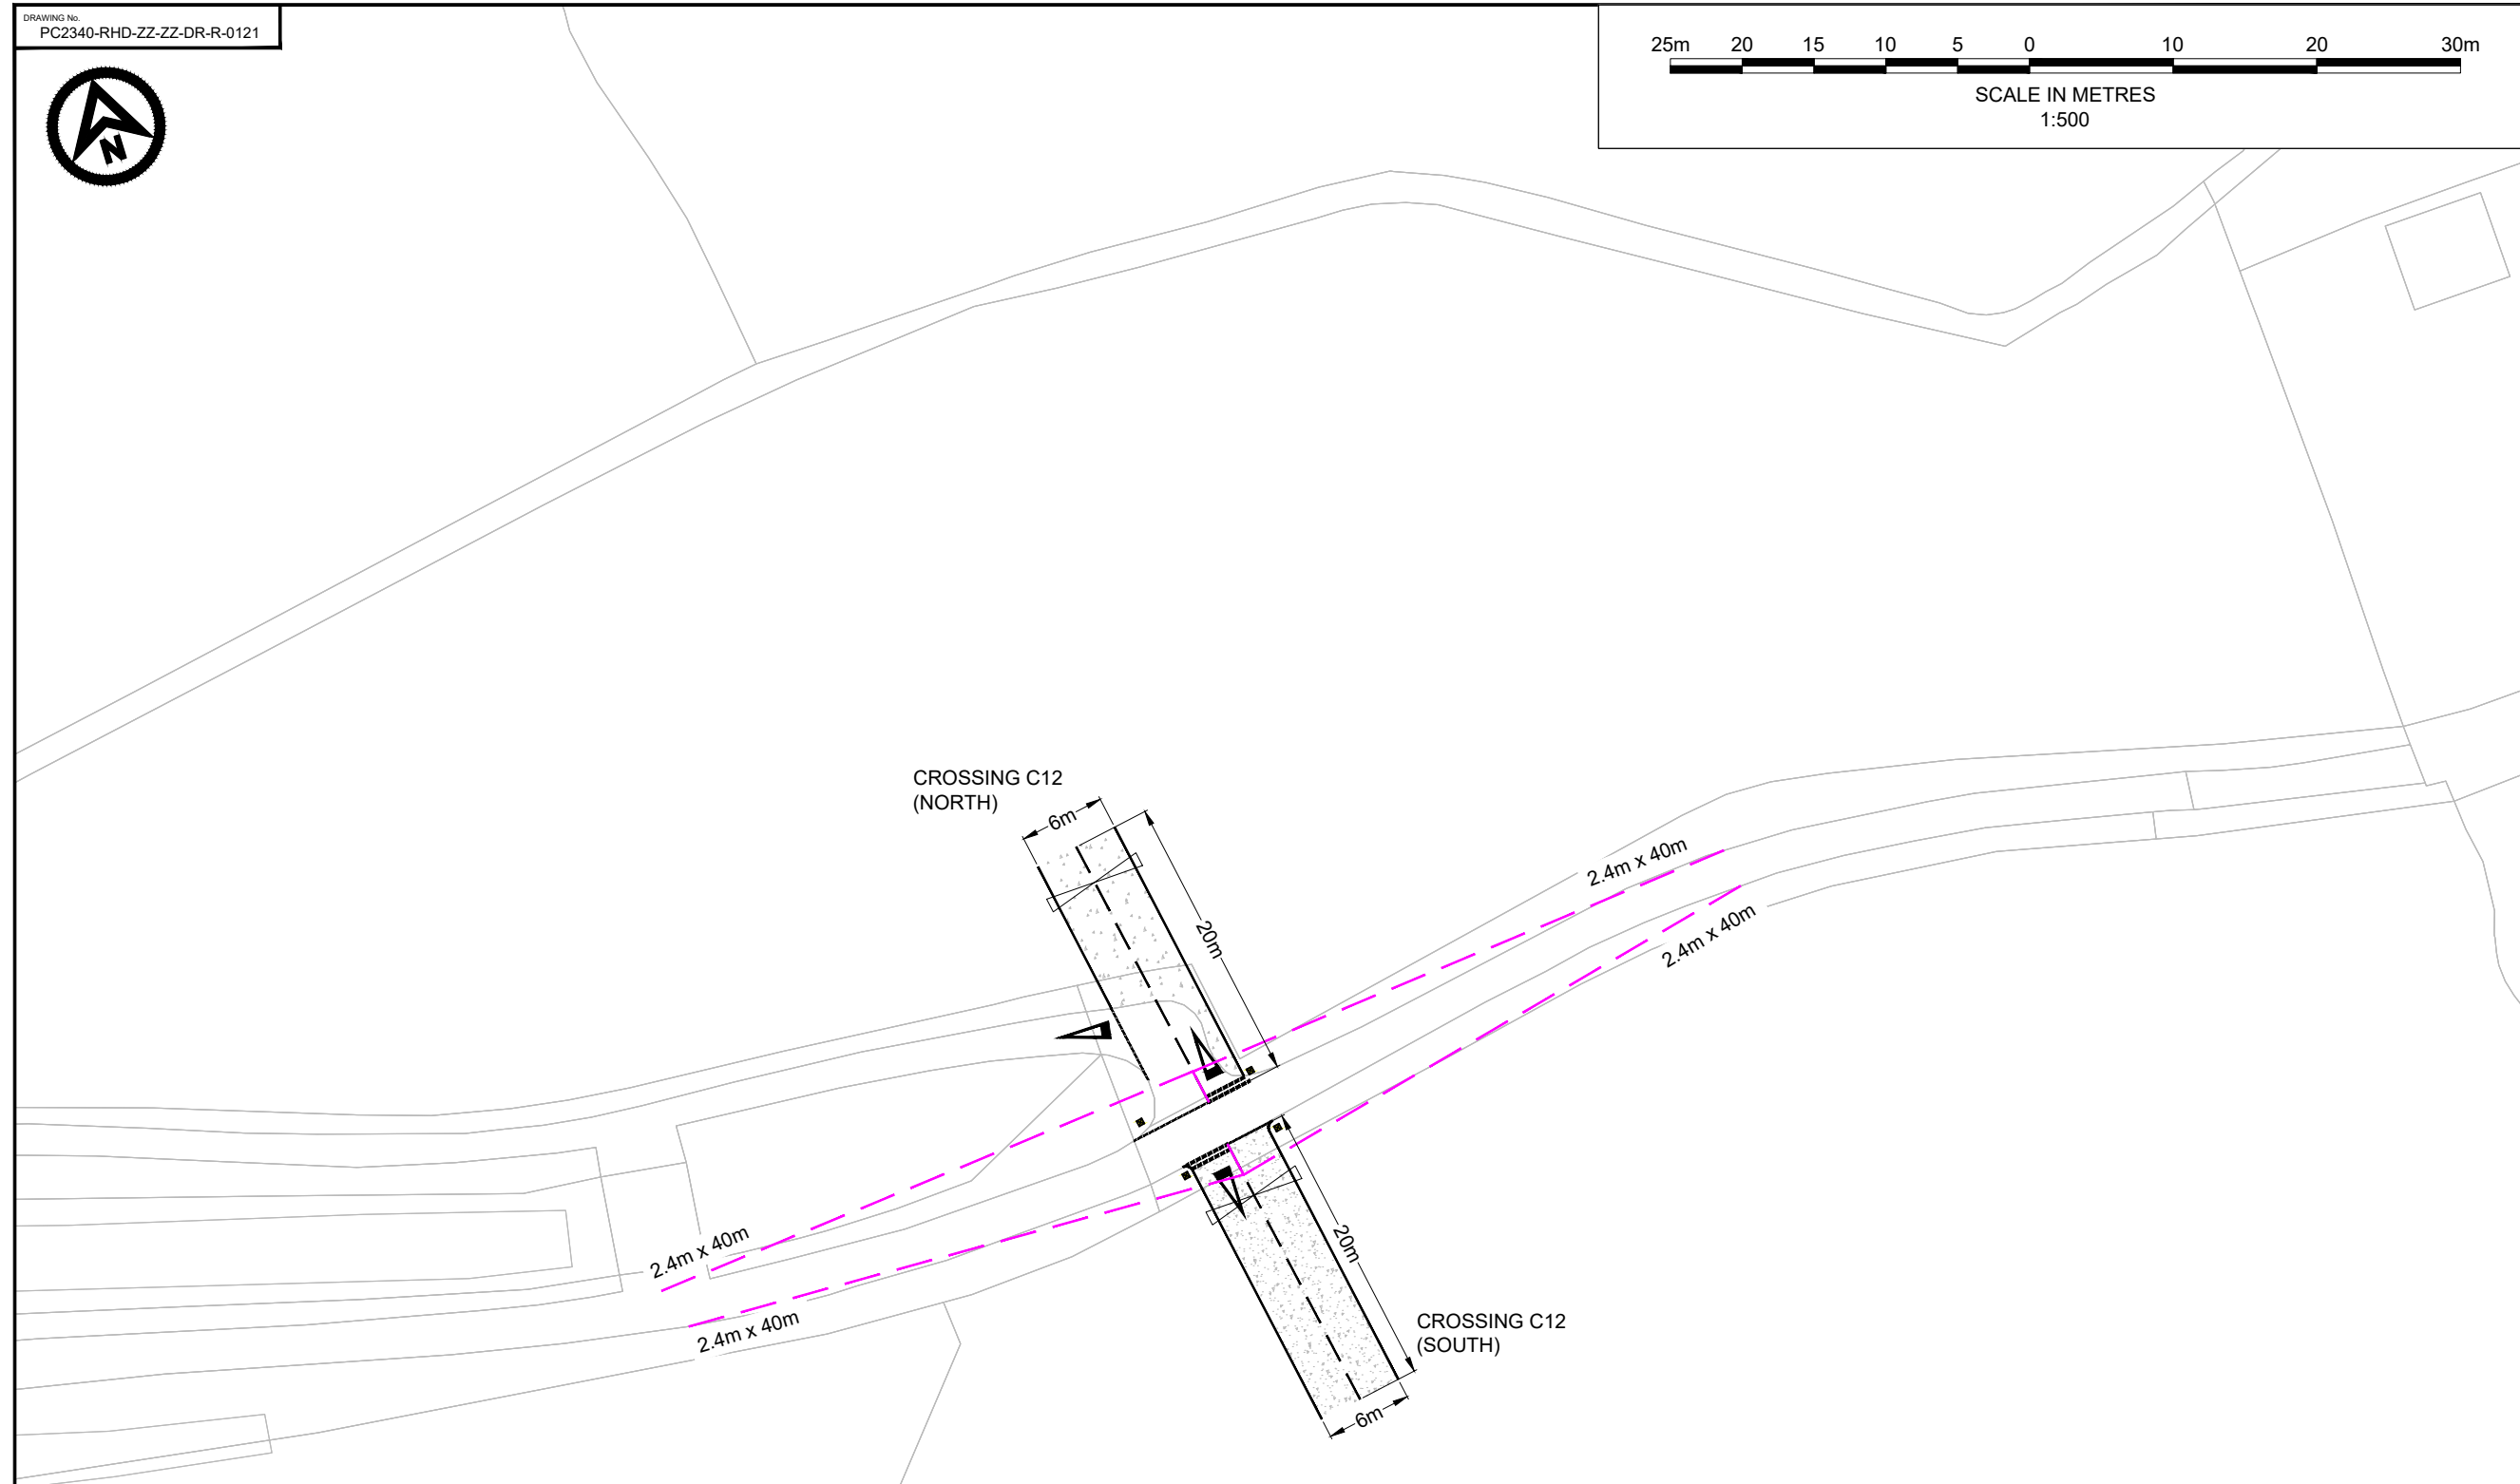 DRAWING No.
PC2340-RHD-ZZ-ZZ-DR-R-0121
N
25m 20 15 10 5 0 10 20 30m
SCALE IN METRES
1:500
CROSSING C12
(NORTH)
6m
20m
2.4m x 40m
2.4m x 40m
2.4m x 40m
2.4m x 40m
20m
CROSSING C12
(SOUTH)
6m